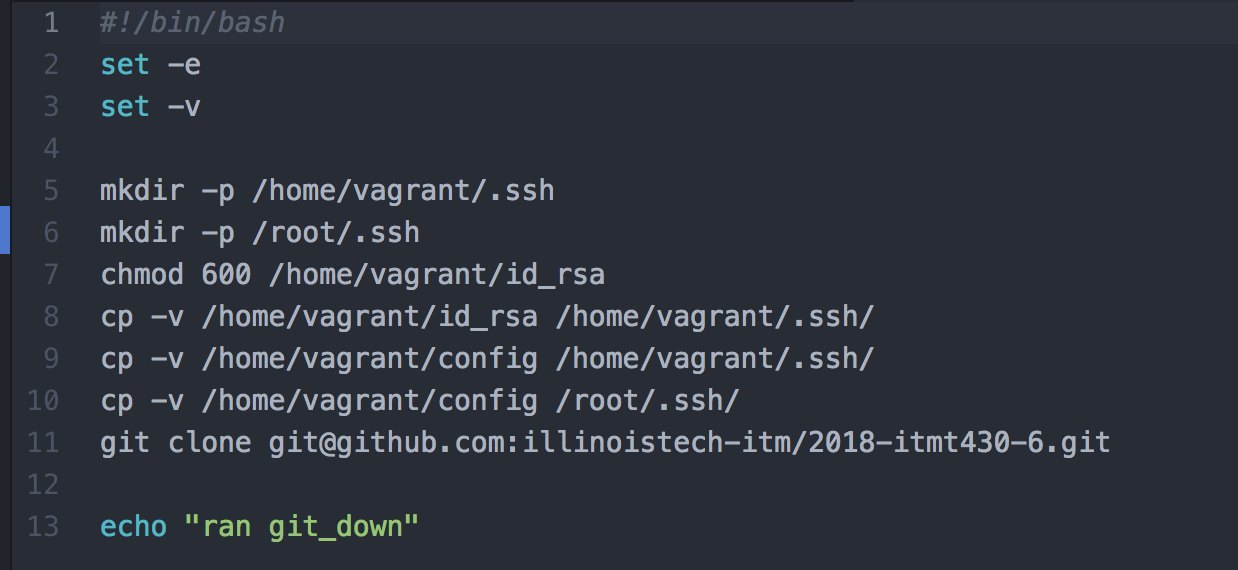 1 #!/bin/bash
2 set -e
3 set -v
4
5 mkdir -p /home/vagrant/.ssh
6 mkdir -p /root/.ssh
7 chmod 600 /home/vagrant/id_rsa
8 cp -v /home/vagrant/id_rsa /home/vagrant/.ssh/
9 cp -v /home/vagrant/config /home/vagrant/.ssh/
10 cp -v /home/vagrant/config /root/.ssh/
11 git clone git@github.com:illinoistech-itm/2018-itmt430-6.git
12
13 echo "ran git_down"